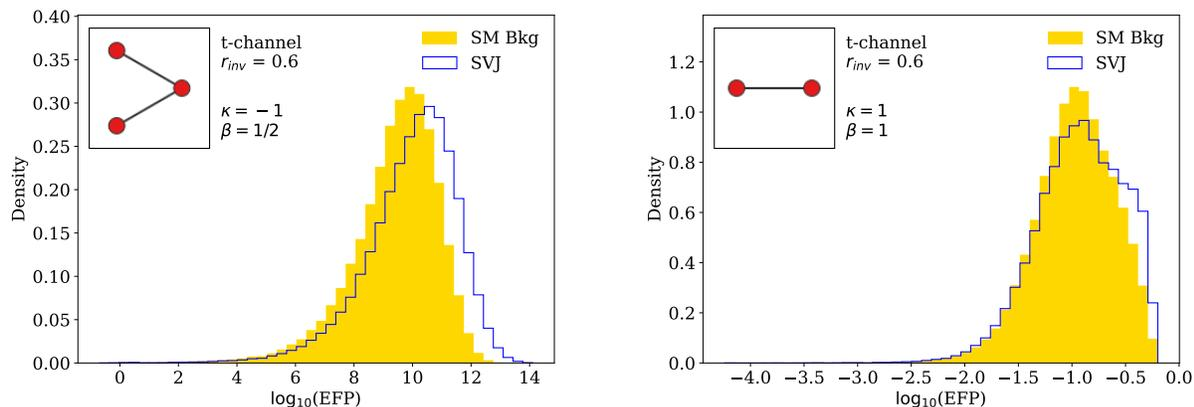 0.40
0.35
0.30
0.25
0.20
0.15
0.10
0.05
0.00
Density
0 2 4 6 8 10 12 14
log₁₀(EFP)
t-channel
r_inv = 0.6
κ = −1
β = 1/2
SM Bkg
SVJ
1.2
1.0
0.8
0.6
0.4
0.2
0.0
Density
−4.0 −3.5 −3.0 −2.5 −2.0 −1.5 −1.0 −0.5 0.0
log₁₀(EFP)
t-channel
r_inv = 0.6
κ = 1
β = 1
SM Bkg
SVJ